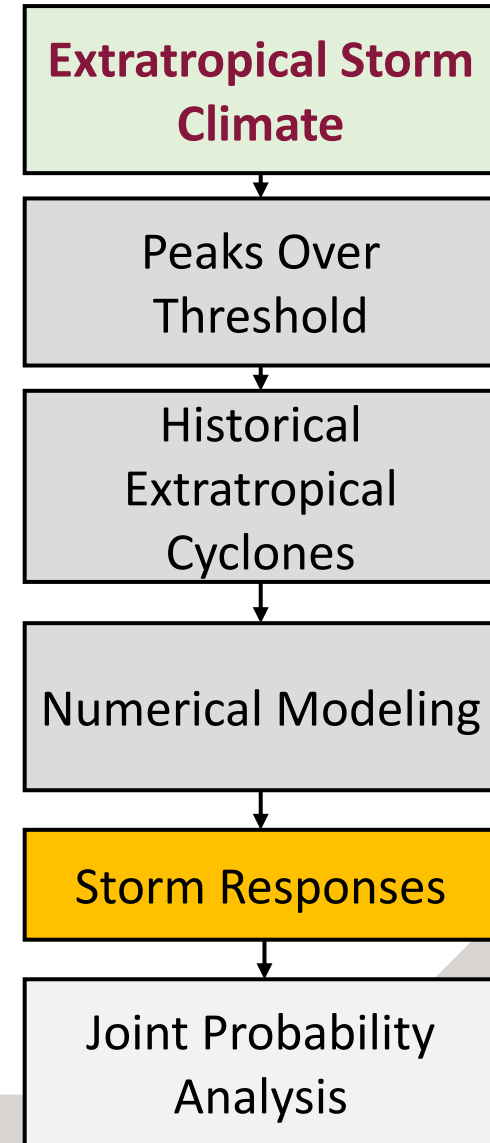 Extratropical Storm
Climate
Peaks Over
Threshold
Historical
Extratropical
Cyclones
Numerical Modeling
Storm Responses
Joint Probability
Analysis